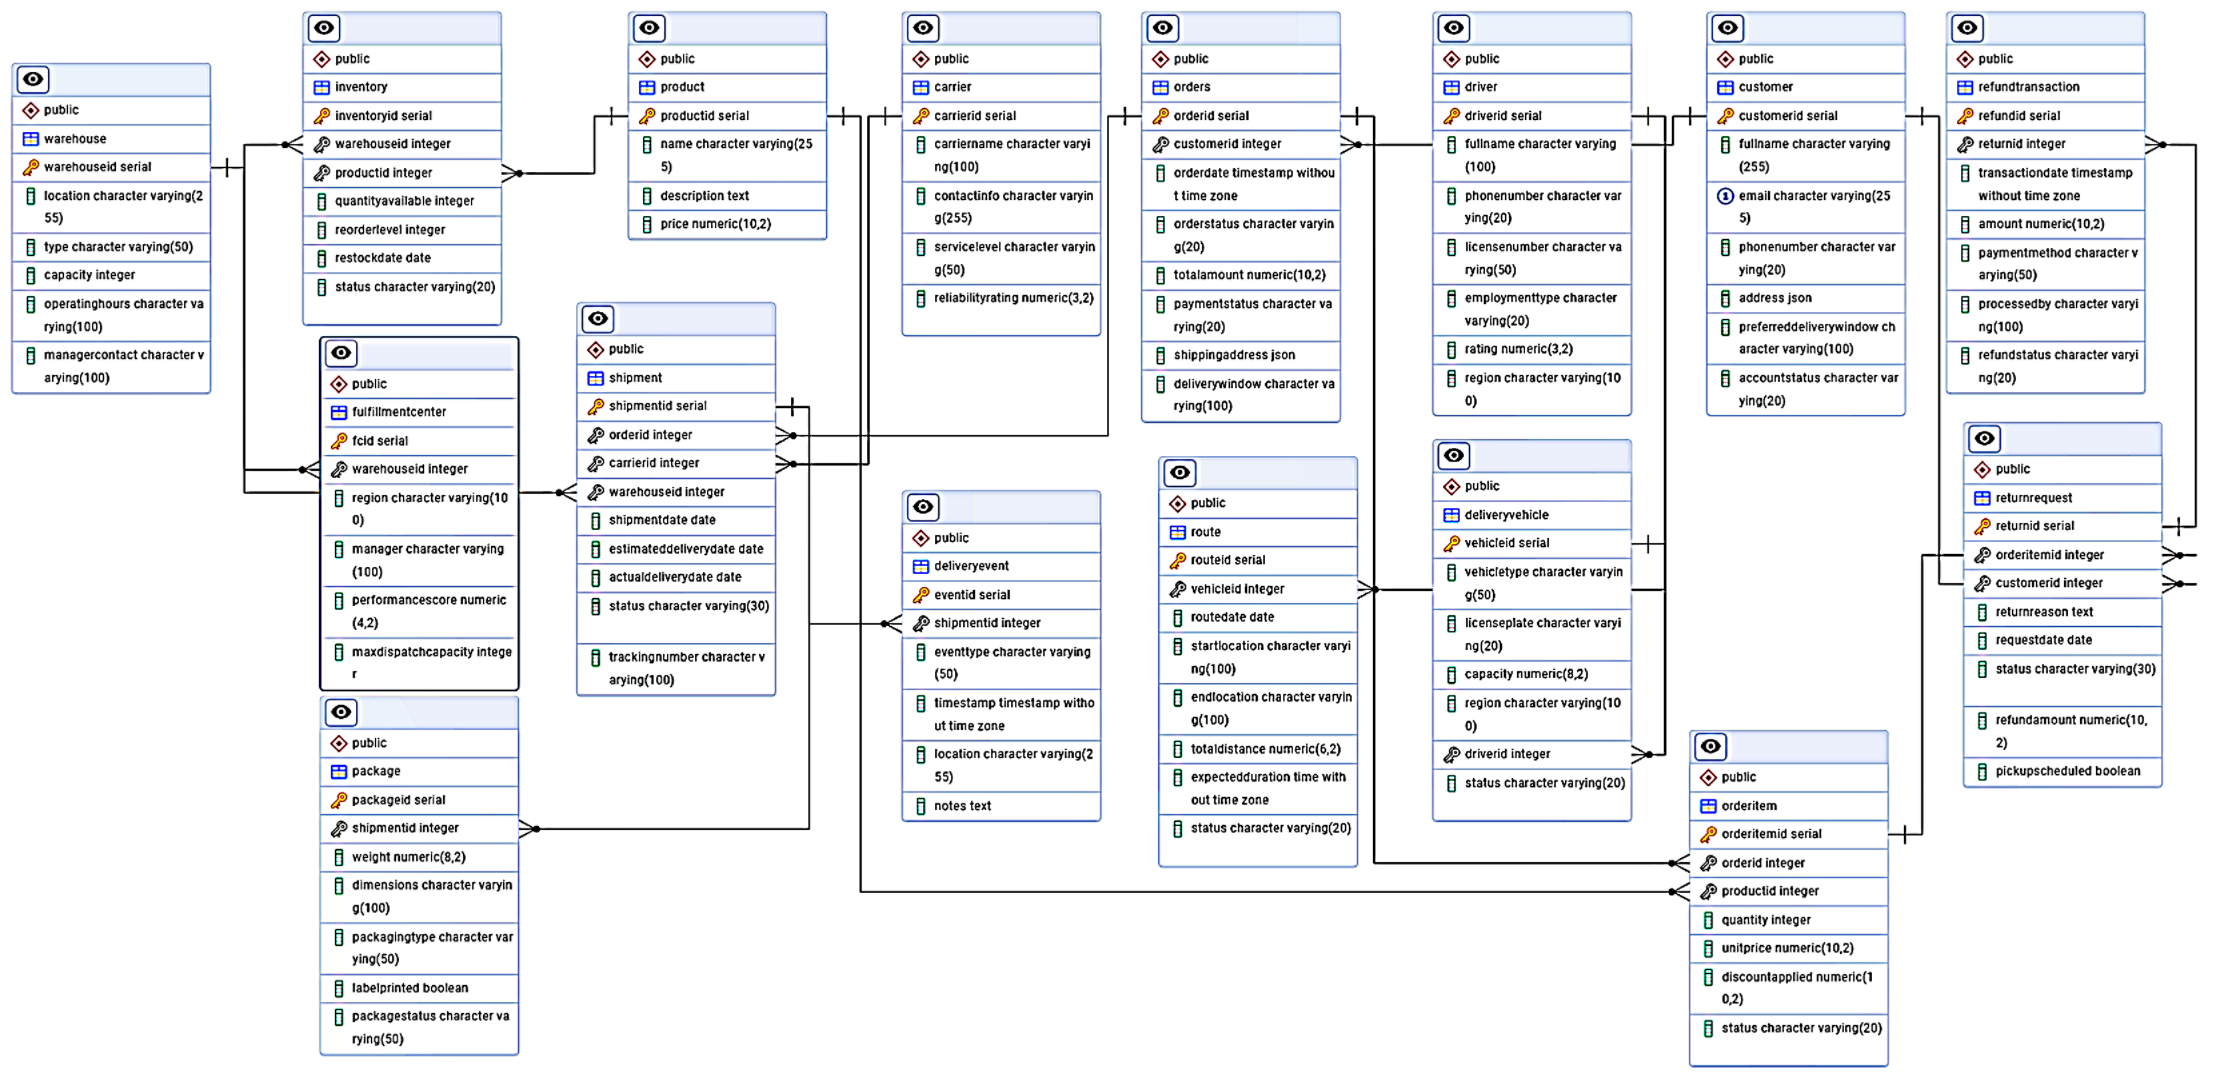 public
warehouse
warehouseid serial
location character varying(2
55)
type character varying(50)
capacity integer
operatinghours character va
rying(100)
managercontact character v
arying(100)
public
inventory
inventoryid serial
warehouseid integer
productid integer
quantityavailable integer
reorderlevel integer
restockdate date
status character varying(20)
public
fulfillmentcenter
fcid serial
warehouseid integer
region character varying(10
0)
manager character varying
(100)
performancescore numeric
(4,2)
maxdispatchcapacity intege
r
public
package
packageid serial
shipmentid integer
weight numeric(8,2)
dimensions character varyin
g(100)
packagingtype character var
ying(50)
labelprinted boolean
packagestatus character va
rying(50)
public
product
productid serial
name character varying(25
5)
description text
price numeric(10,2)
public
shipment
shipmentid serial
orderid integer
carrierid integer
warehouseid integer
shipmentdate date
estimateddeliverydate date
actualdeliverydate date
status character varying(30)
trackingnumber character v
arying(100)
public
carrier
carrierid serial
carriername character varyi
ng(100)
contactinfo character varyin
g(255)
servicelevel character varyin
g(50)
reliabilityrating numeric(3,2)
public
deliveryevent
eventid serial
shipmentid integer
eventtype character varying
(50)
timestamp timestamp witho
ut time zone
location character varying(2
55)
notes text
public
orders
orderid serial
customerid integer
orderdate timestamp withou
t time zone
orderstatus character varyin
g(20)
totalamount numeric(10,2)
paymentstatus character va
rying(20)
shippingaddress json
deliverywindow character va
rying(100)
public
route
routeid serial
vehicleid integer
routedate date
startlocation character varyi
ng(100)
endlocation character varyin
g(100)
totaldistance numeric(6,2)
expectedduration time with
out time zone
status character varying(20)
public
driver
driverid serial
fullname character varying
(100)
phonenumber character var
ying(20)
licensenumber character va
rying(50)
employmenttype character
varying(20)
rating numeric(3,2)
region character varying(10
0)
public
deliveryvehicle
vehicleid serial
vehicletype character varyin
g(50)
licenseplate character varyi
ng(20)
capacity numeric(8,2)
region character varying(10
0)
driverid integer
status character varying(20)
public
customer
customerid serial
fullname character varying
(255)
email character varying(25
5)
phonenumber character var
ying(20)
address json
preferreddeliverywindow ch
aracter varying(100)
accountstatus character var
ying(20)
public
orderitem
orderitemid serial
orderid integer
productid integer
quantity integer
unitprice numeric(10,2)
discountapplied numeric(1
0,2)
status character varying(20)
public
refundtransaction
refundid serial
returnid integer
transactiondate timestamp
without time zone
amount numeric(10,2)
paymentmethod character v
arying(50)
processedby character varyi
ng(100)
refundstatus character varyi
ng(20)
public
returnrequest
returnid serial
orderitemid integer
customerid integer
returnreason text
requestdate date
status character varying(30)
refundamount numeric(10,
2)
pickupscheduled boolean